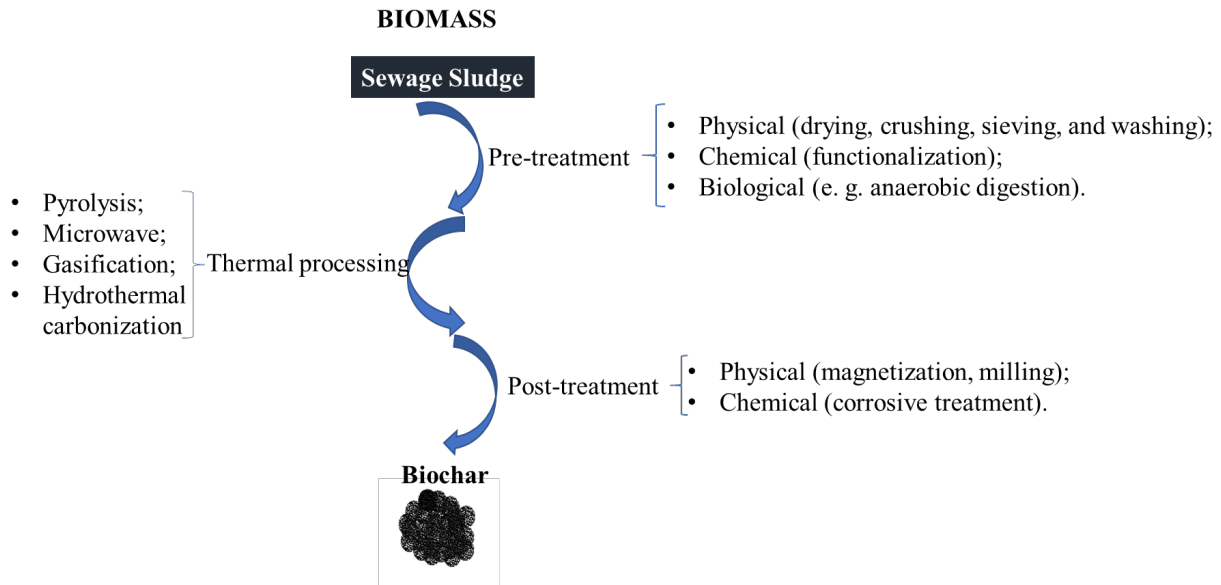 BIOMASS
Sewage Sludge
Pre-treatment
• Physical (drying, crushing, sieving, and washing);
• Chemical (functionalization);
• Biological (e. g. anaerobic digestion).
• Pyrolysis;
• Microwave;
• Gasification;
• Hydrothermal
carbonization
Thermal processing
Post-treatment
• Physical (magnetization, milling);
• Chemical (corrosive treatment).
Biochar